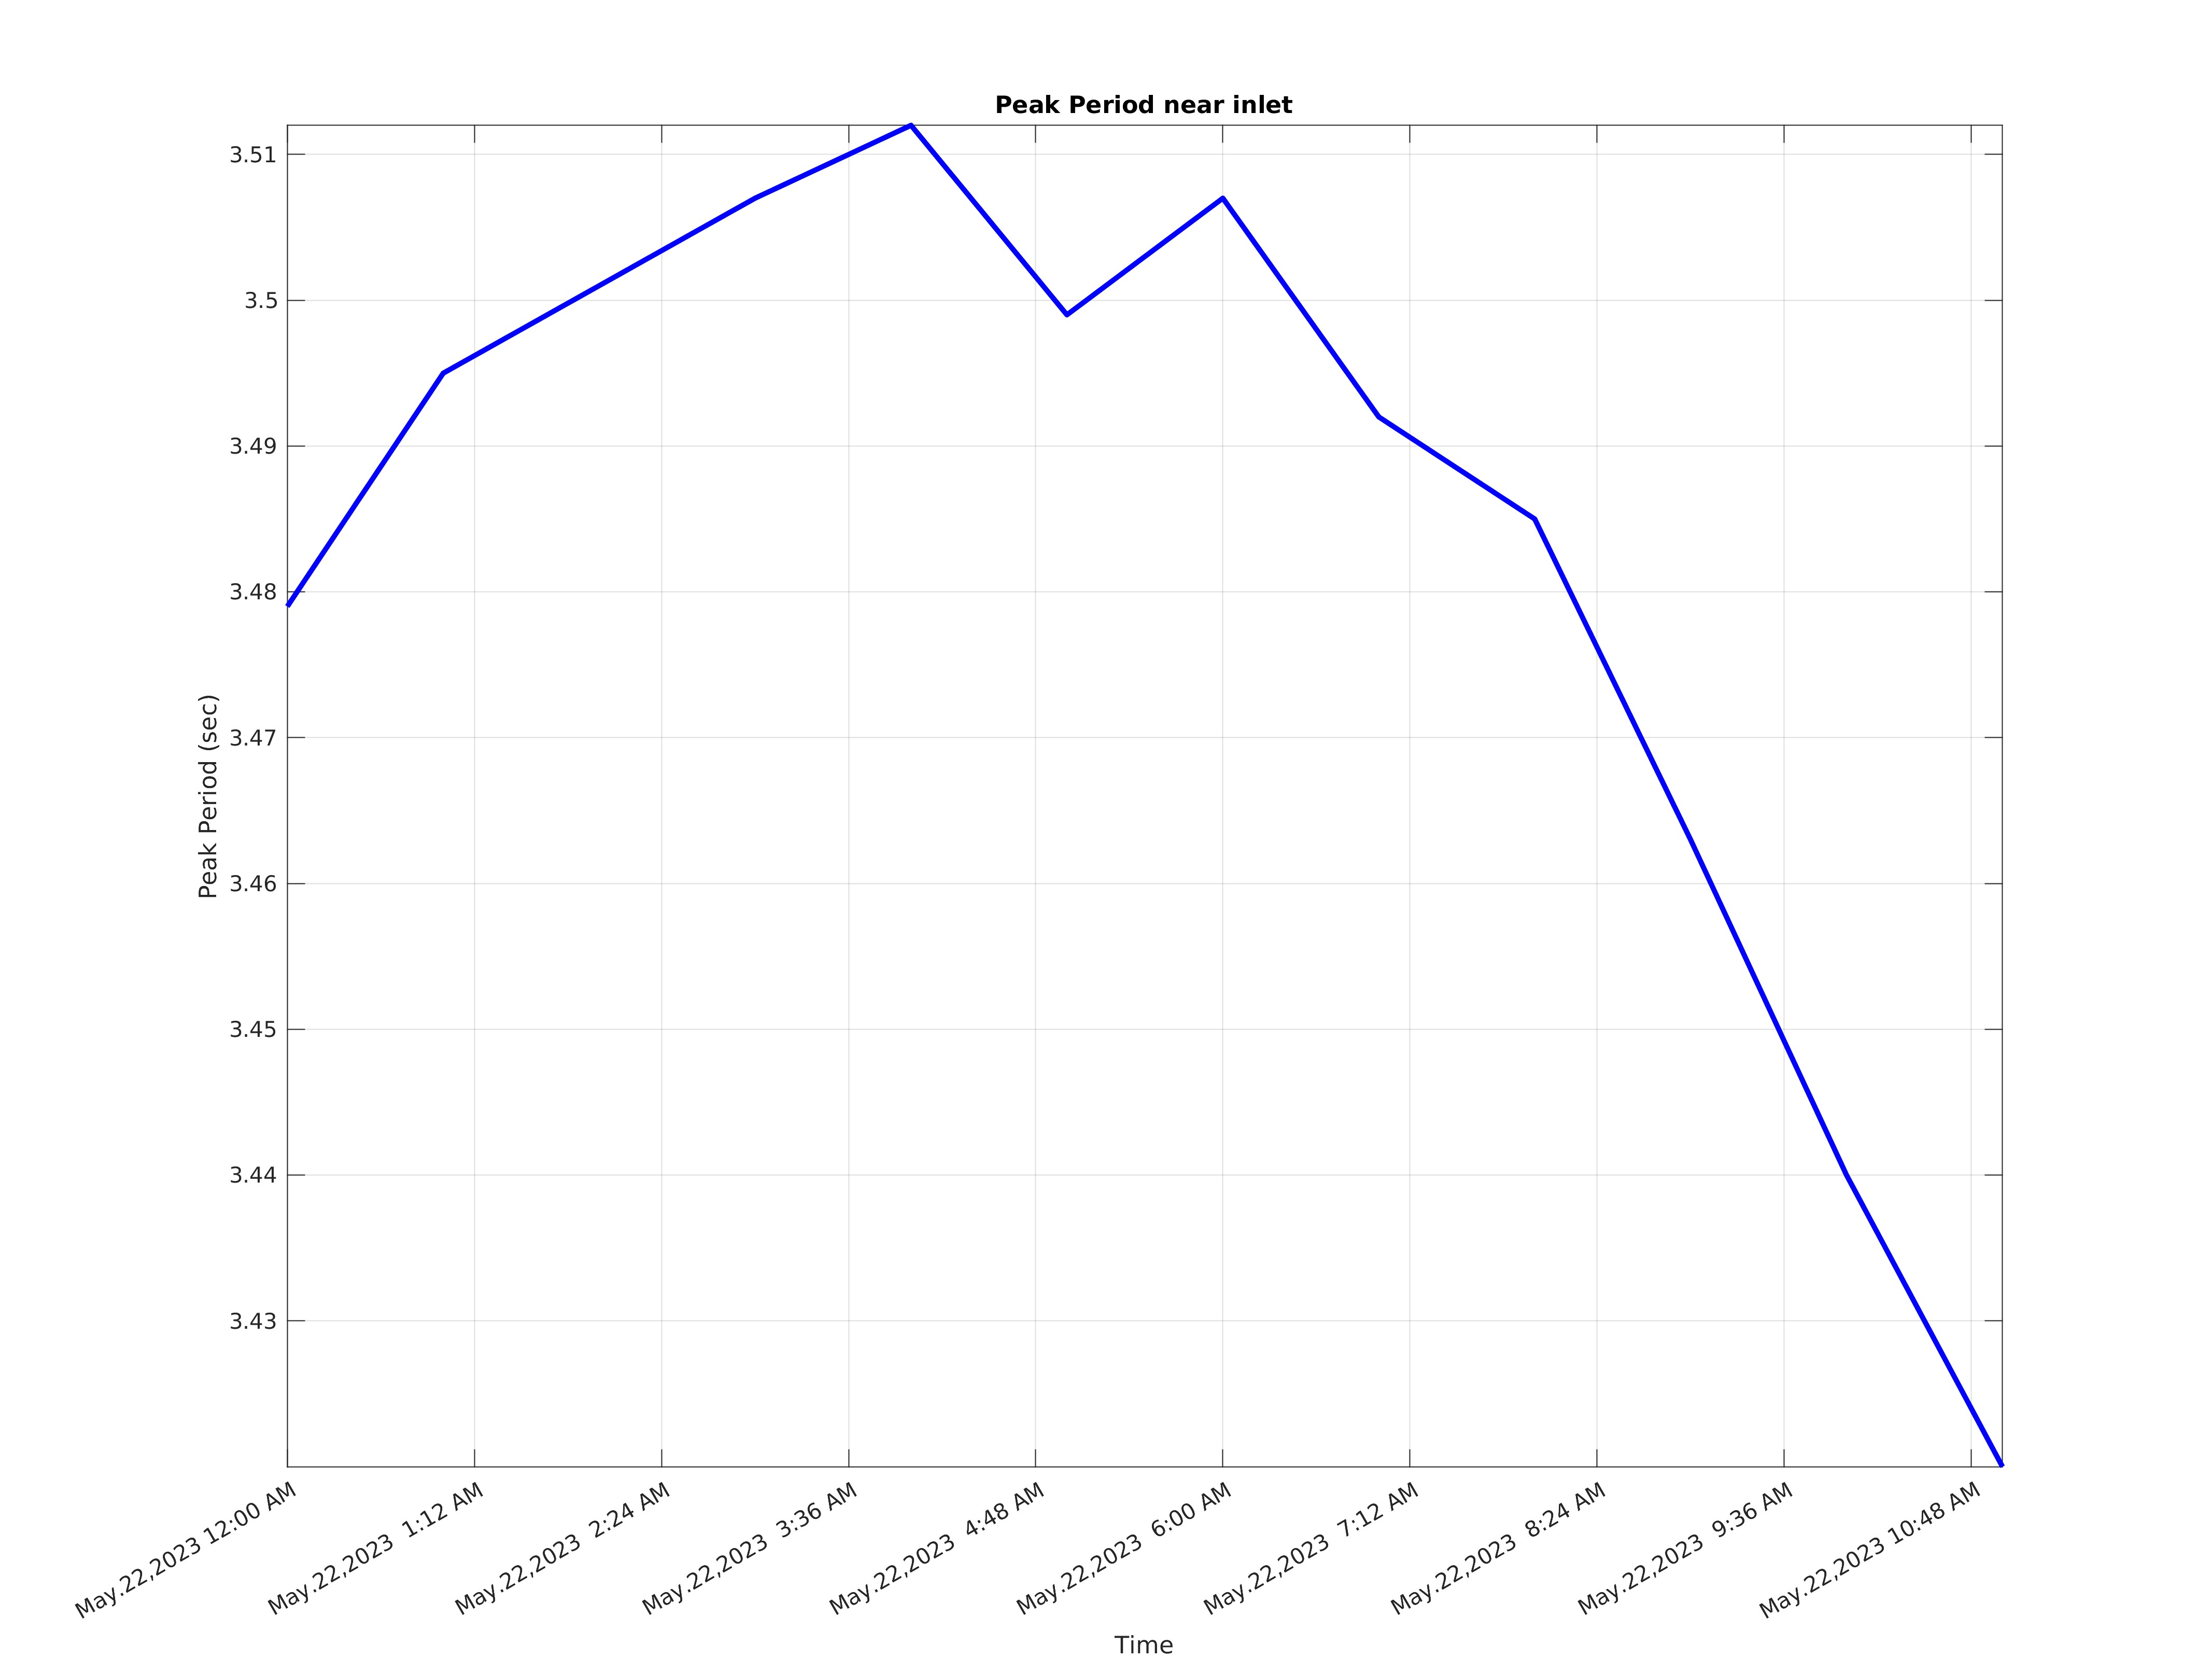 Peak Period near inlet
3.51
3.5
3.49
3.48
3.47
3.46
3.45
3.44
3.43
Peak Period (sec)
May.22,2023 12:00 AM
May.22,2023  1:12 AM
May.22,2023  2:24 AM
May.22,2023  3:36 AM
May.22,2023  4:48 AM
May.22,2023  6:00 AM
May.22,2023  7:12 AM
May.22,2023  8:24 AM
May.22,2023  9:36 AM
May.22,2023 10:48 AM
Time